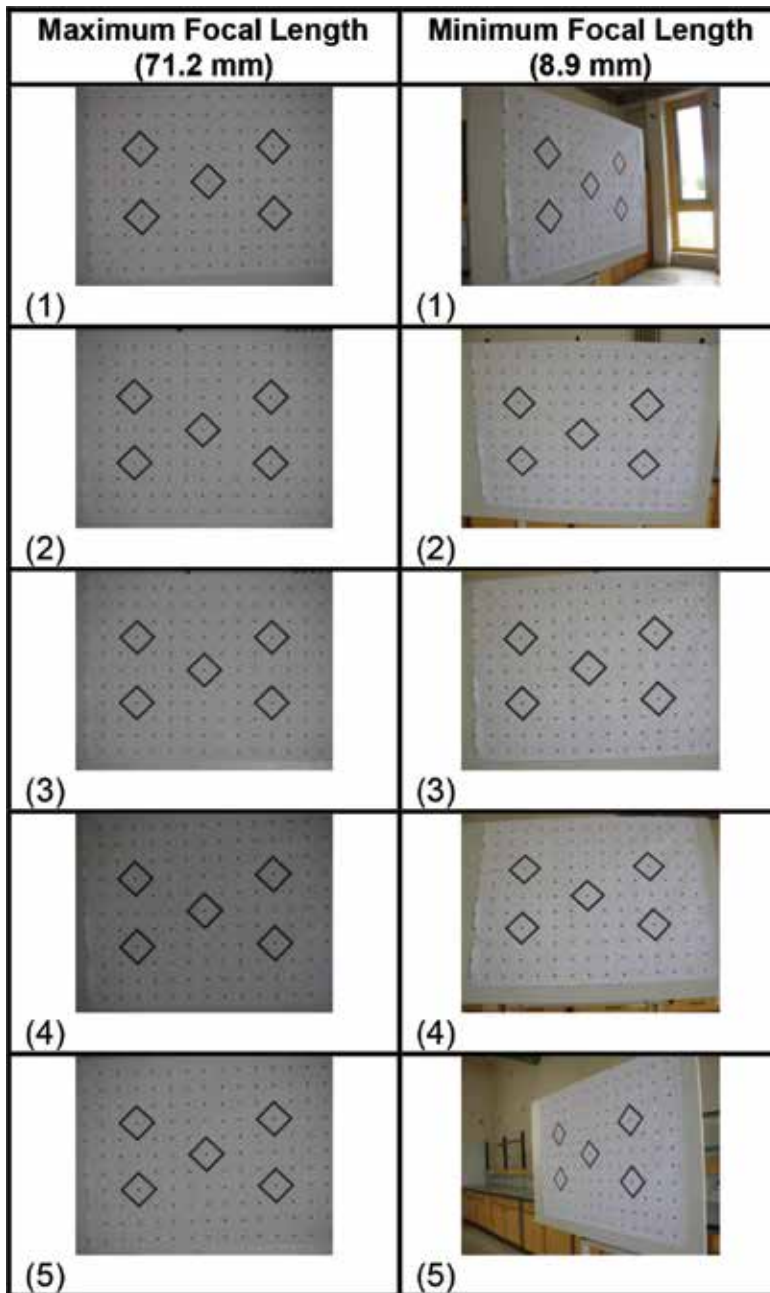 Maximum Focal Length
(71.2 mm)
Minimum Focal Length
(8.9 mm)
(1)
(1)
(2)
(2)
(3)
(3)
(4)
(4)
(5)
(5)